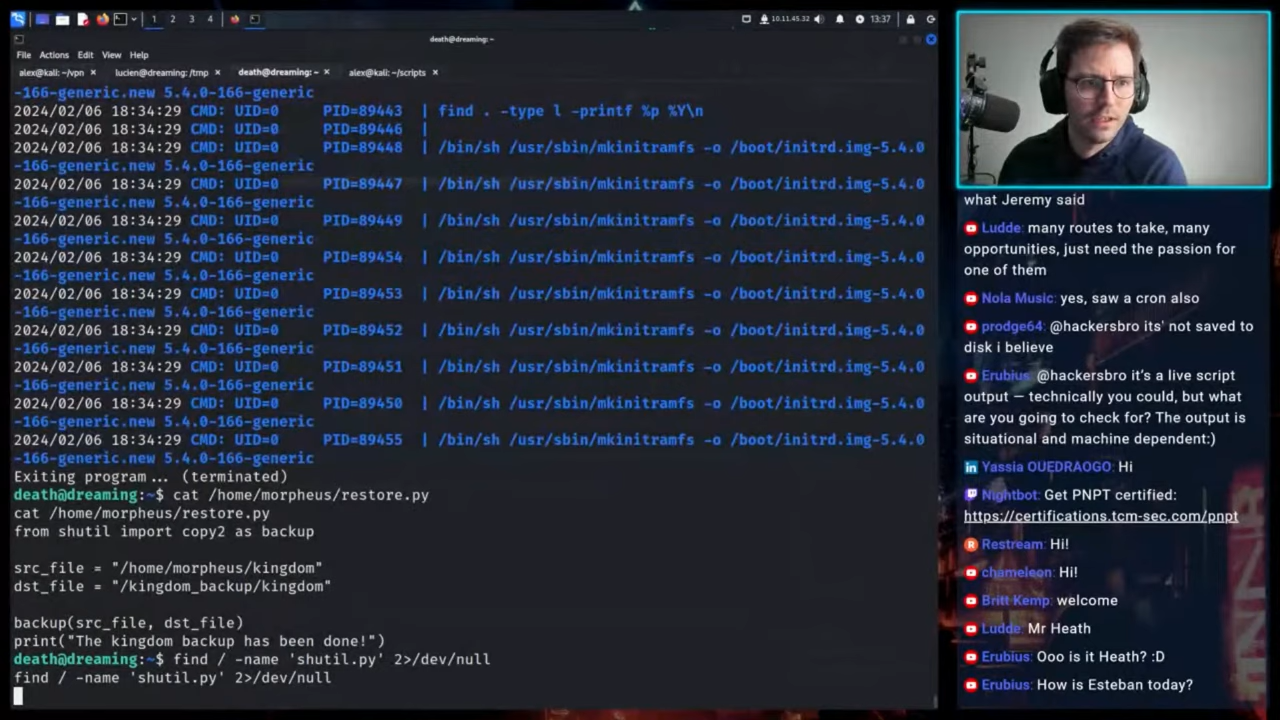 1 2 3 4
10.11.45.32
13:37
death@dreaming: ~
File Actions Edit View Help
alex@kali: ~/vpn × lucien@dreaming: /tmp × death@dreaming: ~ × alex@kali: ~/scripts ×
-166-generic.new 5.4.0-166-generic
2024/02/06 18:34:29 CMD: UID=0 PID=89443 | find . -type l -printf %p %Y\n
2024/02/06 18:34:29 CMD: UID=0 PID=89446 |
2024/02/06 18:34:29 CMD: UID=0 PID=89448 | /bin/sh /usr/sbin/mkinitramfs -o /boot/initrd.img-5.4.0
-166-generic.new 5.4.0-166-generic
2024/02/06 18:34:29 CMD: UID=0 PID=89447 | /bin/sh /usr/sbin/mkinitramfs -o /boot/initrd.img-5.4.0
-166-generic.new 5.4.0-166-generic
2024/02/06 18:34:29 CMD: UID=0 PID=89449 | /bin/sh /usr/sbin/mkinitramfs -o /boot/initrd.img-5.4.0
-166-generic.new 5.4.0-166-generic
2024/02/06 18:34:29 CMD: UID=0 PID=89454 | /bin/sh /usr/sbin/mkinitramfs -o /boot/initrd.img-5.4.0
-166-generic.new 5.4.0-166-generic
2024/02/06 18:34:29 CMD: UID=0 PID=89453 | /bin/sh /usr/sbin/mkinitramfs -o /boot/initrd.img-5.4.0
-166-generic.new 5.4.0-166-generic
2024/02/06 18:34:29 CMD: UID=0 PID=89452 | /bin/sh /usr/sbin/mkinitramfs -o /boot/initrd.img-5.4.0
-166-generic.new 5.4.0-166-generic
2024/02/06 18:34:29 CMD: UID=0 PID=89451 | /bin/sh /usr/sbin/mkinitramfs -o /boot/initrd.img-5.4.0
-166-generic.new 5.4.0-166-generic
2024/02/06 18:34:29 CMD: UID=0 PID=89450 | /bin/sh /usr/sbin/mkinitramfs -o /boot/initrd.img-5.4.0
-166-generic.new 5.4.0-166-generic
2024/02/06 18:34:29 CMD: UID=0 PID=89455 | /bin/sh /usr/sbin/mkinitramfs -o /boot/initrd.img-5.4.0
-166-generic.new 5.4.0-166-generic
Exiting program... (terminated)
death@dreaming:~$ cat /home/morpheus/restore.py
cat /home/morpheus/restore.py
from shutil import copy2 as backup
src_file = "/home/morpheus/kingdom"
dst_file = "/kingdom_backup/kingdom"
backup(src_file, dst_file)
print("The kingdom backup has been done!")
death@dreaming:~$ find / -name 'shutil.py' 2>/dev/null
find / -name 'shutil.py' 2>/dev/null
what Jeremy said
Ludde: many routes to take, many
opportunities, just need the passion for
one of them
Nola Music: yes, saw a cron also
prodge64: @hackersbro its' not saved to
disk i believe
Erubius: @hackersbro it's a live script
output — technically you could, but what
are you going to check for? The output is
situational and machine dependent:)
Yassia OUEDRAOGO: Hi
Nightbot: Get PNPT certified:
https://certifications.tcm-sec.com/pnpt
Restream: Hi!
chameleon: Hi!
Britt Kemp: welcome
Ludde: Mr Heath
Erubius: Ooo is it Heath? :D
Erubius: How is Esteban today?